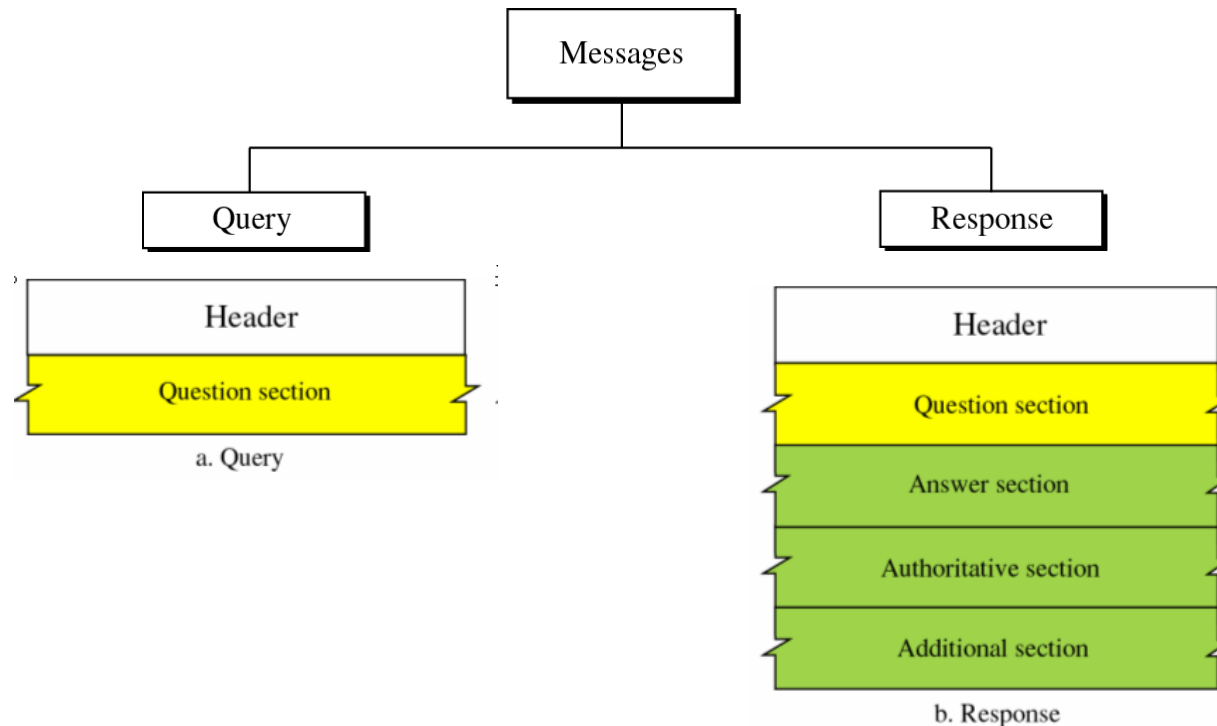 Messages
Query
Response
Header
Question section
a. Query
Header
Question section
Answer section
Authoritative section
Additional section
b. Response